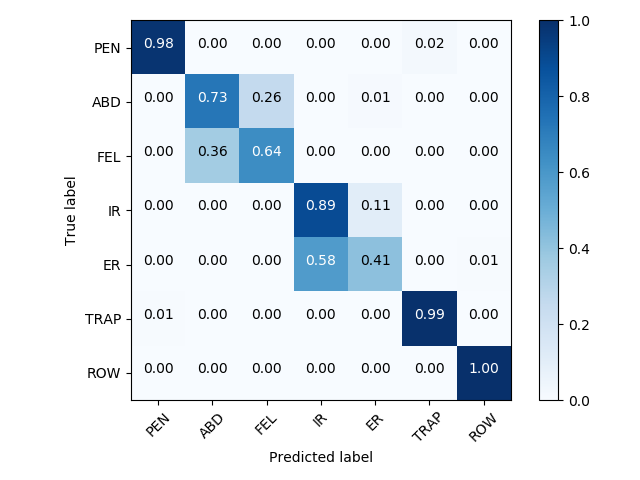 PEN 0.98 0.00 0.00 0.00 0.00 0.02 0.00
ABD 0.00 0.73 0.26 0.00 0.01 0.00 0.00
FEL 0.00 0.36 0.64 0.00 0.00 0.00 0.00
IR 0.00 0.00 0.00 0.89 0.11 0.00 0.00
ER 0.00 0.00 0.00 0.58 0.41 0.00 0.01
TRAP 0.01 0.00 0.00 0.00 0.00 0.99 0.00
ROW 0.00 0.00 0.00 0.00 0.00 0.00 1.00
PEN ABD FEL IR ER TRAP ROW
Predicted label
True label
1.0
0.8
0.6
0.4
0.2
0.0